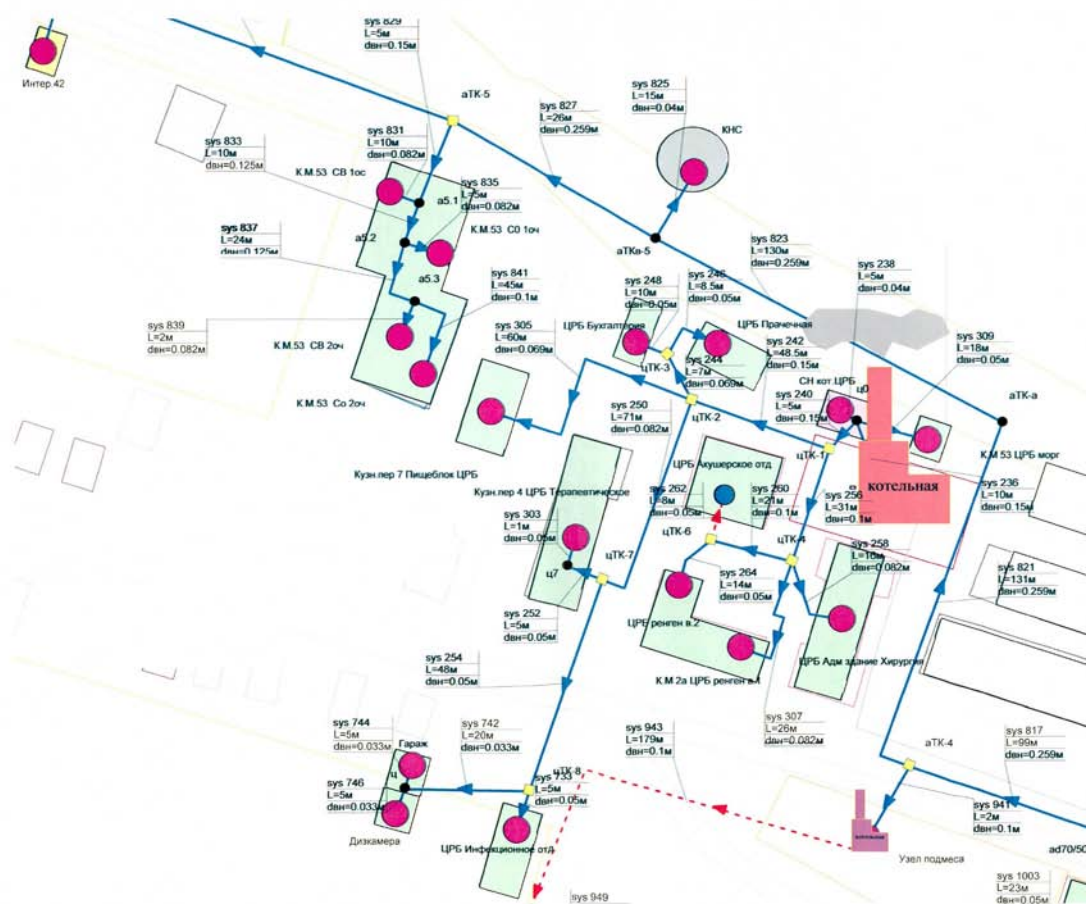 sys 829
L=5м
dвн=0.15м
Интер.42
аТК-5
sys 827
L=26м
dвн=0.259м
sys 825
L=15м
dвн=0.04м
КНС
sys 833
L=10м
dвн=0.125м
sys 831
L=10м
dвн=0.082м
К.М.53 СВ 1ос
sys 835
L=5м
dвн=0.082м
а5.1
К.М.53 С0 1оч
sys 837
L=24м
dвн=0.125м
а5.2
а5.3
аТКв-5
sys 823
L=130м
dвн=0.259м
sys 238
L=5м
dвн=0.04м
sys 841
L=45м
dвн=0.1м
sys 248
L=10м
dвн=0.05м
sys 246
L=8.5м
dвн=0.05м
sys 839
L=2м
dвн=0.082м
К.М.53 СВ 2оч
sys 305
L=60м
dвн=0.069м
ЦРБ Бухгалтерия
ЦРБ Прачечная
sys 242
L=48.5м
dвн=0.15м
sys 309
L=18м
dвн=0.05м
цТК-3
sys 244
L=7м
dвн=0.069м
К.М.53 Со 2оч
СН кот.ЦРБ
ц0
sys 240
L=5м
dвн=0.15м
аТК-а
sys 250
L=71м
dвн=0.082м
цТК-2
цТК-1
К.М 53 ЦРБ морг
Кузн.пер 7 Пищеблок ЦРБ
ЦРБ Акушерское отд
котельная
sys 236
L=10м
dвн=0.15м
Кузн.пер 4 ЦРБ Терапевтическое
sys 262
L=8м
dвн=0.05м
sys 260
L=21м
dвн=0.1м
sys 256
L=31м
dвн=0.1м
sys 303
L=1м
dвн=0.05м
цТК-6
цТК-4
sys 258
L=16м
dвн=0.082м
цТК-7
ц7
sys 264
L=14м
dвн=0.05м
sys 821
L=131м
dвн=0.259м
sys 252
L=5м
dвн=0.05м
ЦРБ ренген в.2
ЦРБ Адм здание Хирургия
К.М 2а ЦРБ ренген в.1
sys 254
L=48м
dвн=0.05м
sys 744
L=5м
dвн=0.033м
sys 742
L=20м
dвн=0.033м
sys 943
L=179м
dвн=0.1м
sys 307
L=26м
dвн=0.082м
аТК-4
sys 817
L=99м
dвн=0.259м
Гараж
ц
цТК-8
sys 733
L=5м
dвн=0.05м
sys 746
L=5м
dвн=0.033м
sys 941
L=2м
dвн=0.1м
Дизкамера
ЦРБ Инфекционное отд
Узел подмеса
ad70/50
sys 1003
L=23м
dвн=0.05м
sys 949